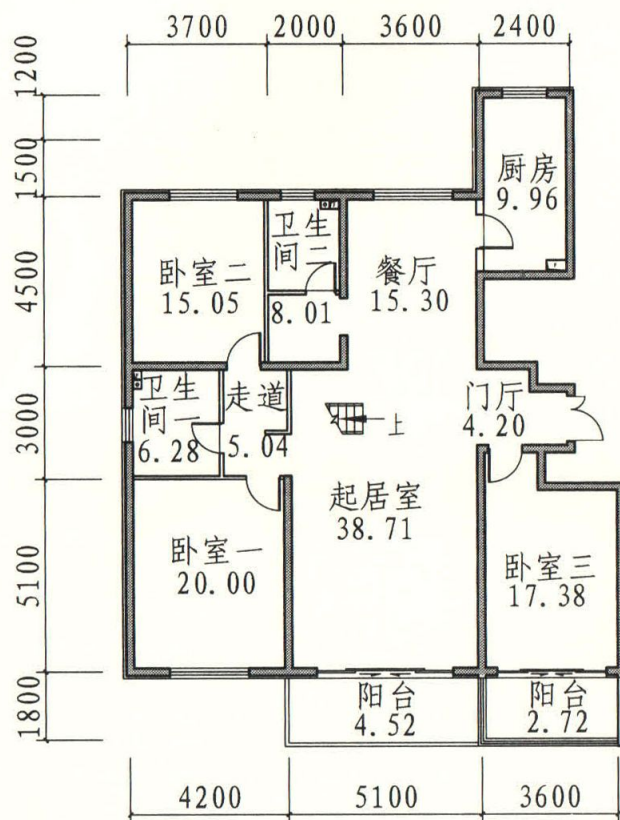 3700
2000
3600
2400
1200
1500
4500
3000
5100
1800
厨房
9.96
卫生
间二
8.01
卧室二
15.05
餐厅
15.30
卫生
间一
6.28
走道
5.04
上
门厅
4.20
起居室
38.71
卧室一
20.00
卧室三
17.38
阳台
4.52
阳台
2.72
4200
5100
3600